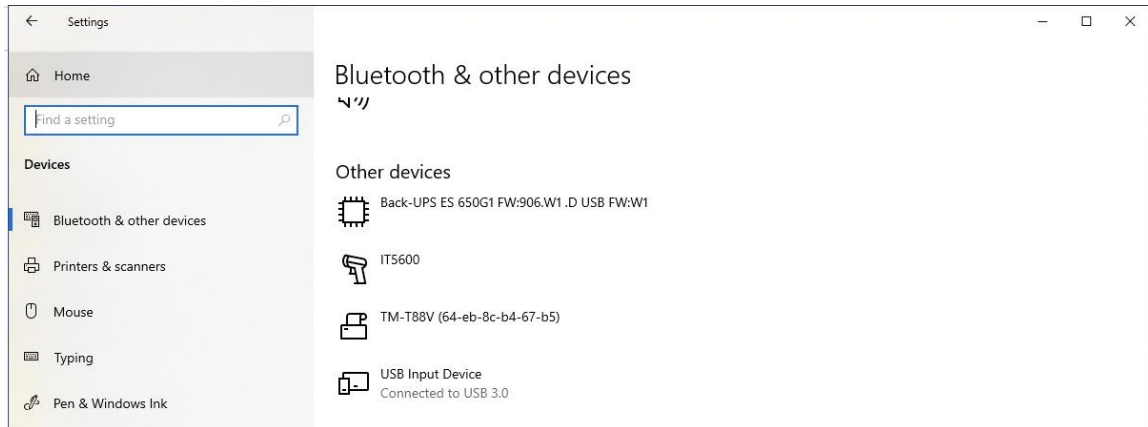 Settings
Home
Find a setting
Devices
Bluetooth & other devices
Printers & scanners
Mouse
Typing
Pen & Windows Ink
Bluetooth & other devices
Other devices
Back-UPS ES 650G1 FW:906.W1 .D USB FW:W1
IT5600
TM-T88V (64-eb-8c-b4-67-b5)
USB Input Device
Connected to USB 3.0